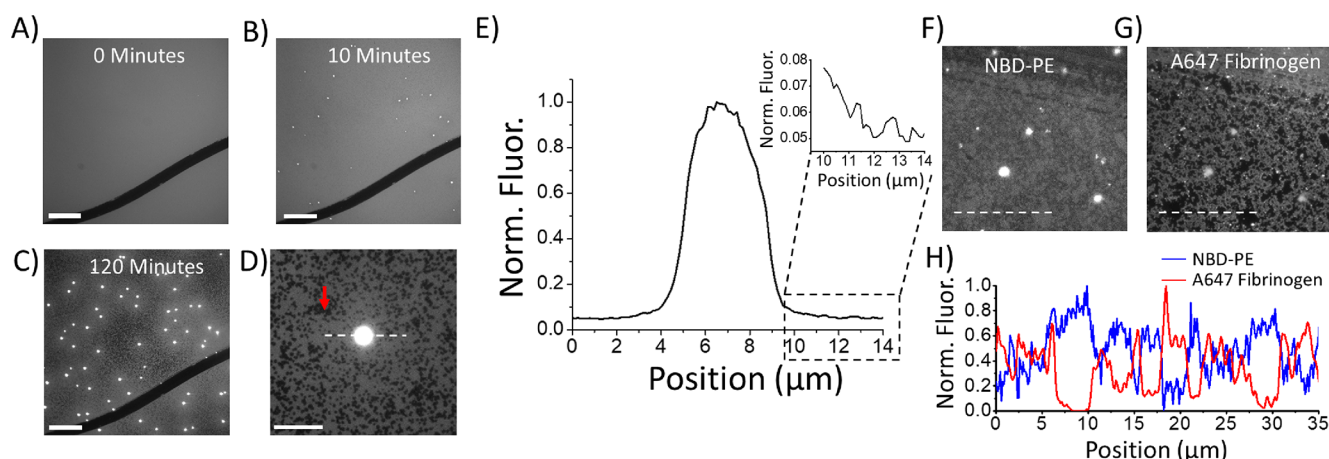 A)
0 Minutes
B)
10 Minutes
C)
120 Minutes
D)
E)
Norm. Fluor.
1.0
0.8
0.6
0.4
0.2
0.0
0 2 4 6 8 10 12 14
Position (μm)
Norm. Fluor.
0.08
0.07
0.06
0.05
10 11 12 13 14
Position (μm)
F)
NBD-PE
G)
A647 Fibrinogen
H)
NBD-PE
A647 Fibrinogen
Norm. Fluor.
1.0
0.8
0.6
0.4
0.2
0.0
0 5 10 15 20 25 30 35
Position (μm)